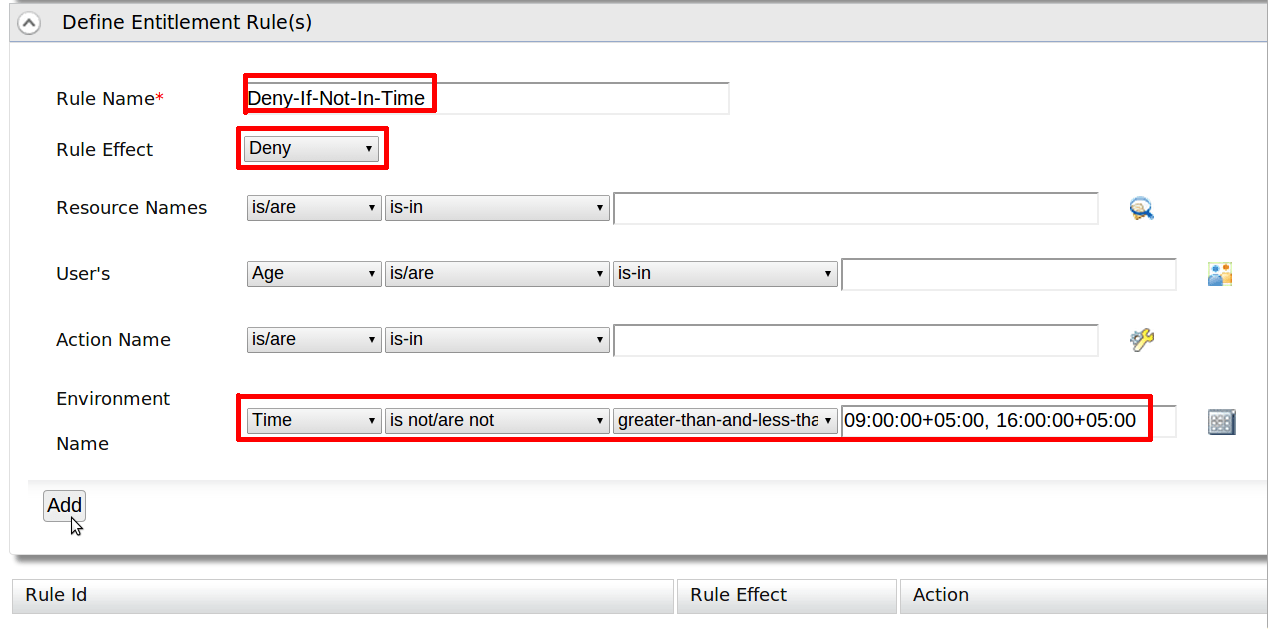 Define Entitlement Rule(s)
Rule Name* Deny-If-Not-In-Time
Rule Effect Deny
Resource Names is/are is-in
User's Age is/are is-in
Action Name is/are is-in
Environment
Name Time is not/are not greater-than-and-less-tha 09:00:00+05:00, 16:00:00+05:00
Add
Rule Id Rule Effect Action